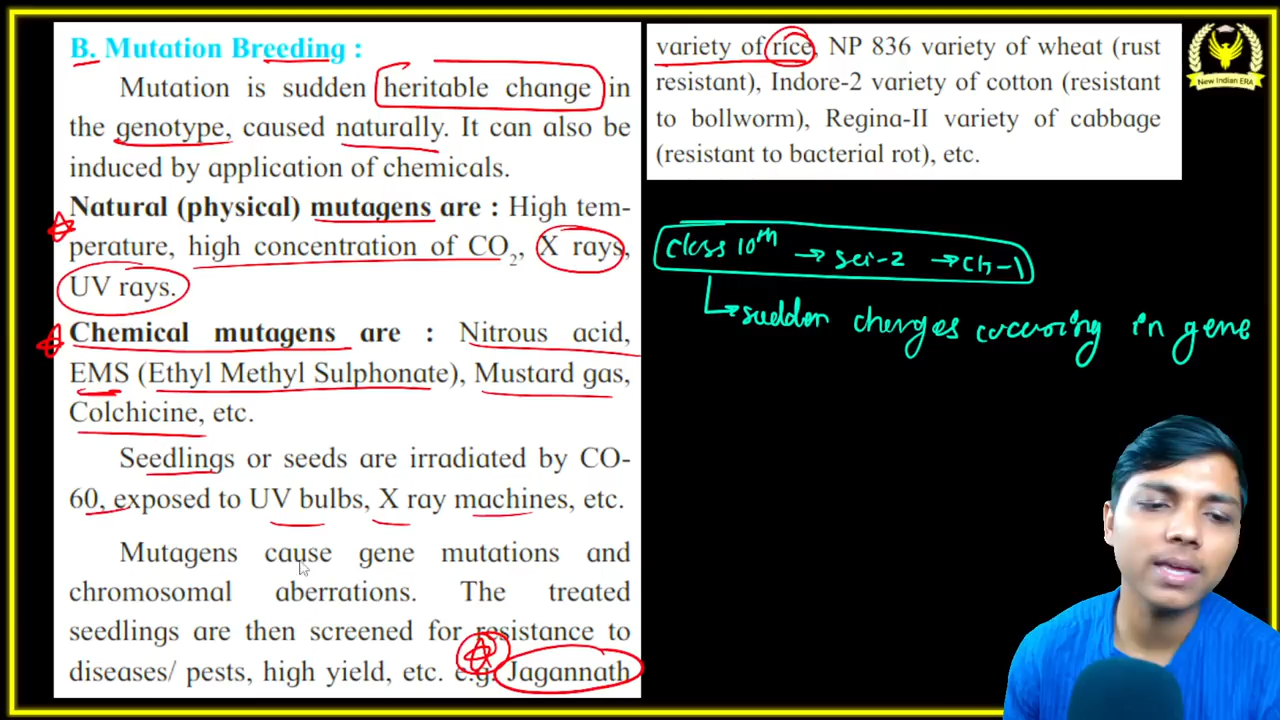 B. Mutation Breeding :
Mutation is sudden heritable change in
the genotype, caused naturally. It can also be
induced by application of chemicals.
Natural (physical) mutagens are : High tem-
perature, high concentration of CO₂, X rays,
UV rays.
Chemical mutagens are : Nitrous acid,
EMS (Ethyl Methyl Sulphonate), Mustard gas,
Colchicine, etc.
Seedlings or seeds are irradiated by CO-
60, exposed to UV bulbs, X ray machines, etc.
Mutagens cause gene mutations and
chromosomal aberrations. The treated
seedlings are then screened for resistance to
diseases/ pests, high yield, etc. e.g. Jagannath
variety of rice, NP 836 variety of wheat (rust
resistant), Indore-2 variety of cotton (resistant
to bollworm), Regina-II variety of cabbage
(resistant to bacterial rot), etc.
class 10th → sci-2 → ch-1
sudden changes occuring in gene
New Indian ERA